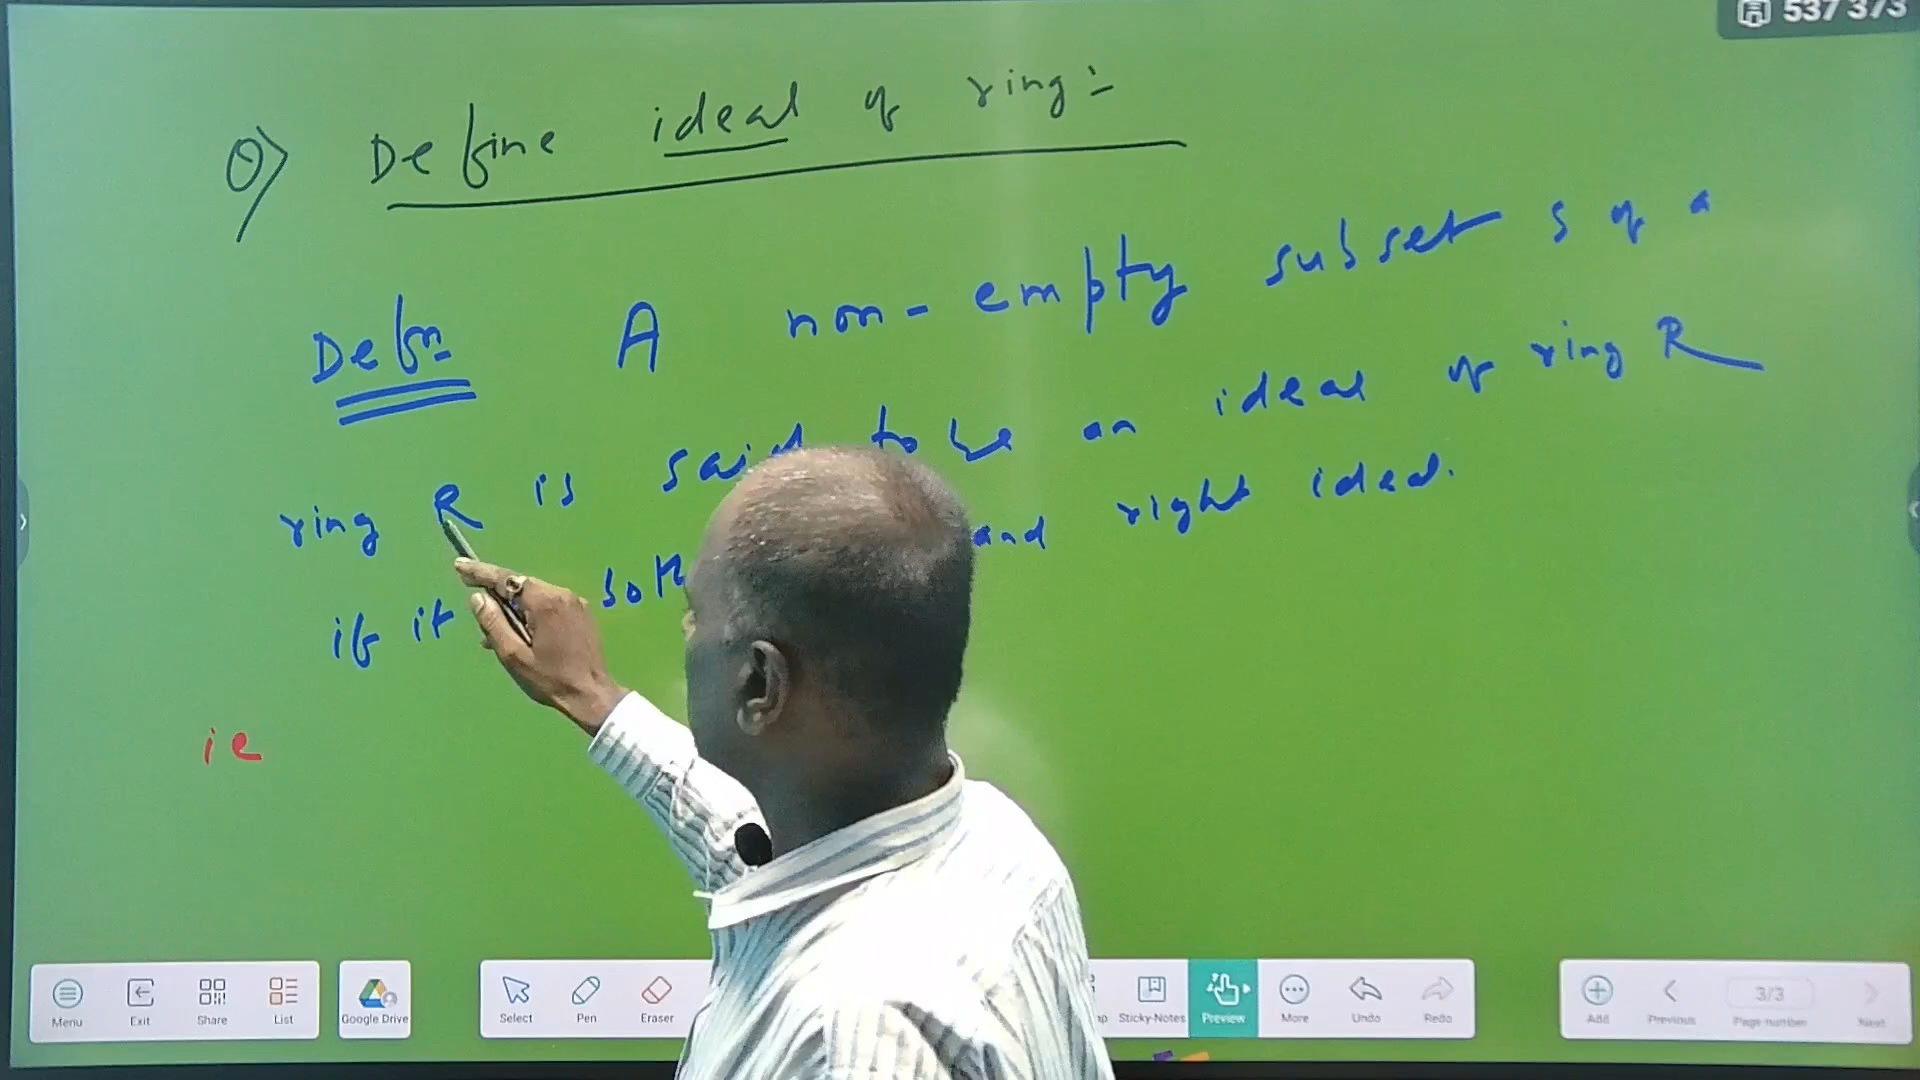 537 373
Q) Define ideal of ring:-
Defn. A non-empty subset S of a
ring R is said to be an ideal of ring R
if it both and right ideal.
ie
Menu Exit Share List Google Drive Select Pen Eraser Sticky-Notes Preview More Undo Redo Add Previous 3/3 Page number Next